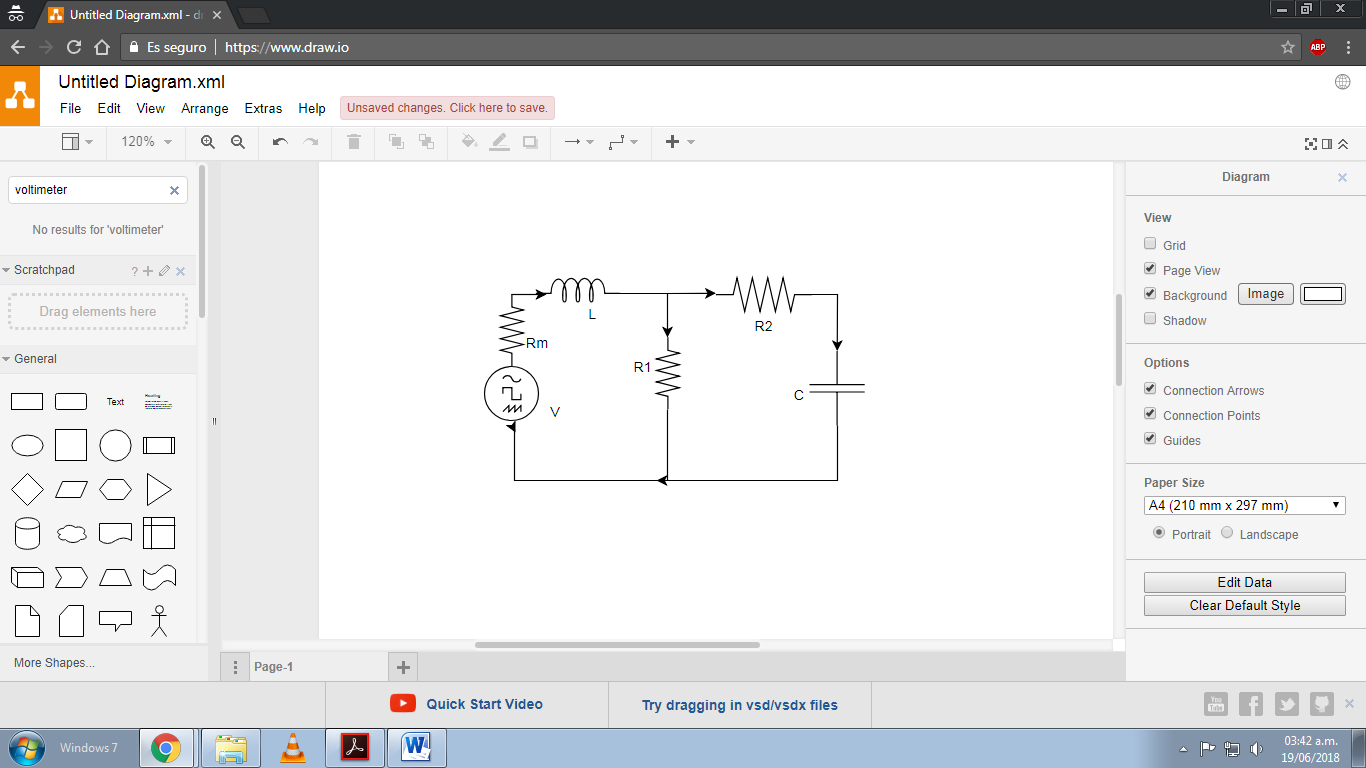 Untitled Diagram.xml - d
Es seguro https://www.draw.io
ABP
Untitled Diagram.xml
File Edit View Arrange Extras Help Unsaved changes. Click here to save.
120%
voltimeter
No results for 'voltimeter'
Scratchpad ?
Drag elements here
General
Text
Heading
More Shapes...
L
R2
Rm
R1
C
V
Diagram
View
Grid
Page View
Background Image
Shadow
Options
Connection Arrows
Connection Points
Guides
Paper Size
A4 (210 mm x 297 mm)
Portrait Landscape
Edit Data
Clear Default Style
Page-1
Quick Start Video
Try dragging in vsd/vsdx files
You Tube
Windows 7
03:42 a.m.
19/06/2018